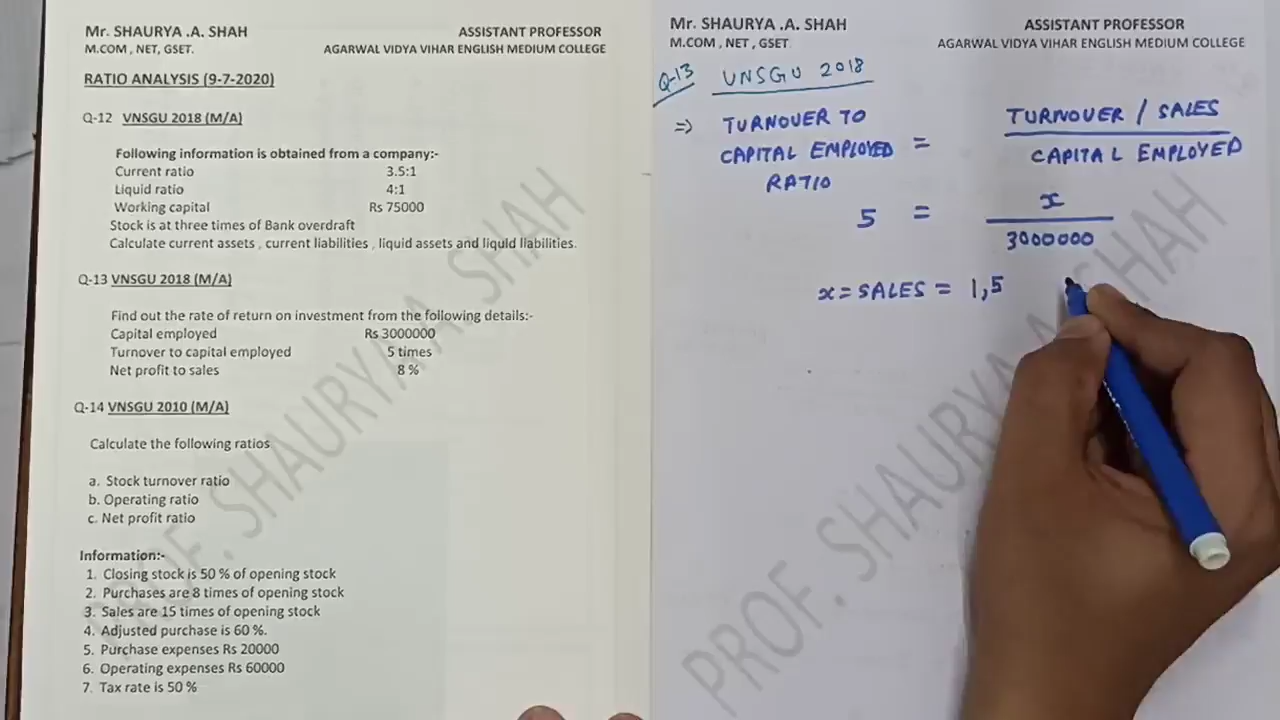 Mr. SHAURYA .A. SHAH
ASSISTANT PROFESSOR
M.COM , NET, GSET.
AGARWAL VIDYA VIHAR ENGLISH MEDIUM COLLEGE
RATIO ANALYSIS (9-7-2020)
Q-12 VNSGU 2018 (M/A)
Following information is obtained from a company:-
Current ratio 3.5:1
Liquid ratio 4:1
Working capital Rs 75000
Stock is at three times of Bank overdraft
Calculate current assets , current liabilities , liquid assets and liquid liabilities.
Q-13 VNSGU 2018 (M/A)
Find out the rate of return on investment from the following details:-
Capital employed Rs 3000000
Turnover to capital employed 5 times
Net profit to sales 8 %
Q-14 VNSGU 2010 (M/A)
Calculate the following ratios
a. Stock turnover ratio
b. Operating ratio
c. Net profit ratio
Information:-
1. Closing stock is 50 % of opening stock
2. Purchases are 8 times of opening stock
3. Sales are 15 times of opening stock
4. Adjusted purchase is 60 %.
5. Purchase expenses Rs 20000
6. Operating expenses Rs 60000
7. Tax rate is 50 %
PROF. SHAURYA A. SHAH
Mr. SHAURYA .A. SHAH
ASSISTANT PROFESSOR
M.COM , NET , GSET
AGARWAL VIDYA VIHAR ENGLISH MEDIUM COLLEGE
Q-13 VNSGU 2018
⇒ TURNOVER TO CAPITAL EMPLOYED RATIO = TURNOVER / SALES
CAPITAL EMPLOYED
5 = x
3000000
x = SALES = 1,5
PROF. SHAH